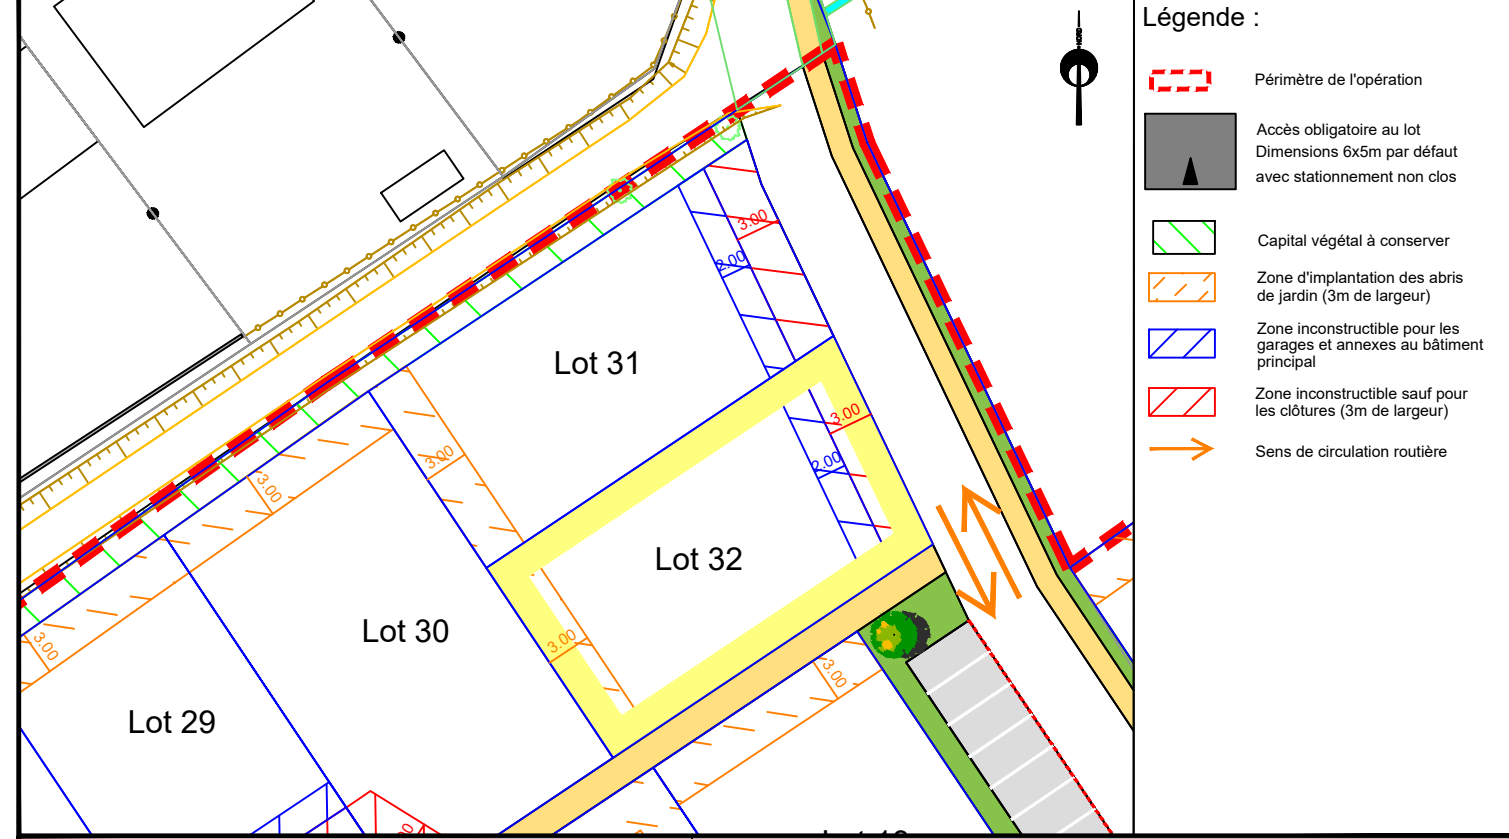 Légende :
NORD
Périmètre de l'opération
Accès obligatoire au lot
Dimensions 6x5m par défaut
avec stationnement non clos
Capital végétal à conserver
Zone d'implantation des abris
de jardin (3m de largeur)
Zone inconstructible pour les
garages et annexes au bâtiment
principal
Zone inconstructible sauf pour
les clôtures (3m de largeur)
Sens de circulation routière
3.00
2.00
Lot 31
3.00
3.00
2.00
3.00
Lot 32
Lot 30
3.00
3.00
3.00
Lot 29